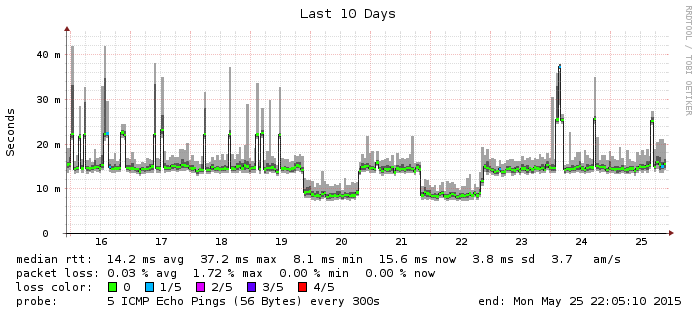 Last 10 Days
RRDTOOL / TOBI OETIKER
Seconds
40 m
30 m
20 m
10 m
0
16 17 18 19 20 21 22 23 24 25
median rtt: 14.2 ms avg 37.2 ms max 8.1 ms min 15.6 ms now 3.8 ms sd 3.7 am/s
packet loss: 0.03 % avg 1.72 % max 0.00 % min 0.00 % now
loss color: 0 1/5 2/5 3/5 4/5
probe: 5 ICMP Echo Pings (56 Bytes) every 300s end: Mon May 25 22:05:10 2015